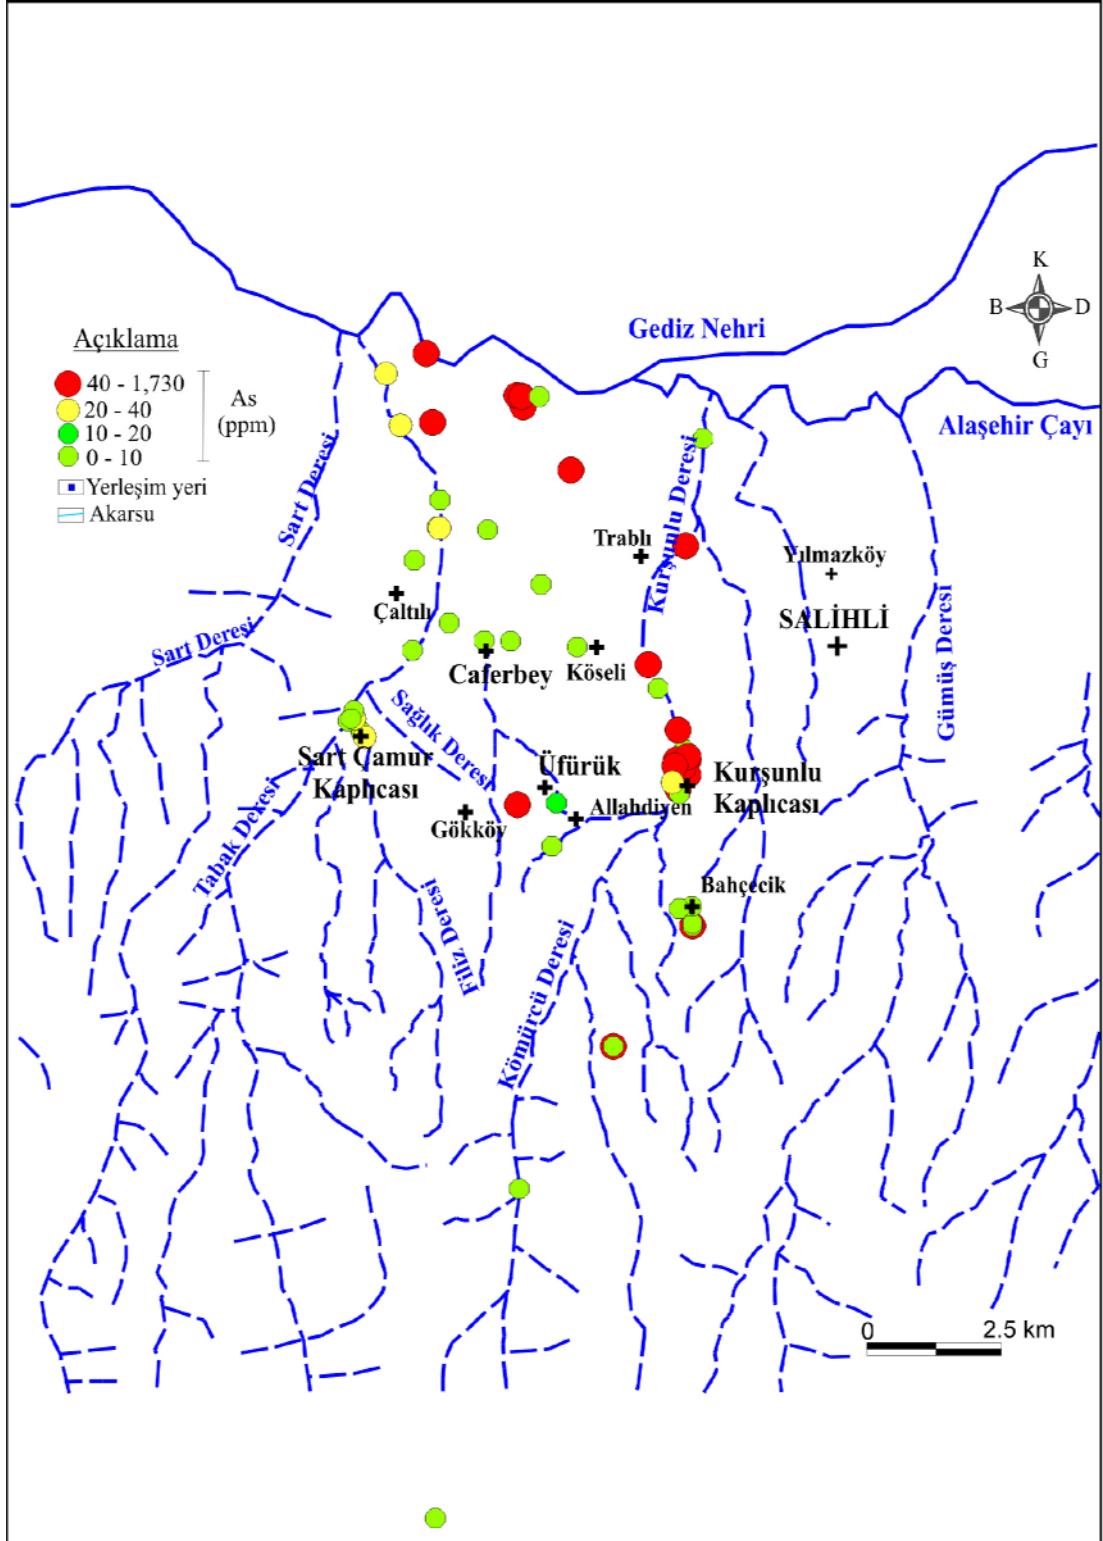 K
B
D
G
Gediz Nehri
Alaşehir Çayı
Açıklama
40 - 1,730
20 - 40
10 - 20
0 - 10
As
(ppm)
Yerleşim yeri
Akarsu
Sart Deresi
Kurşunlu Deresi
Trablı
Yılmazköy
SALİHLİ
Gümüş Deresi
Çaltılı
Sart Deresi
Caferbey
Köseli
Sağlık Deresi
Sart Çamur
Kaplıcası
Üfürük
Kurşunlu
Kaplıcası
Allahdiyen
Gökköy
Tabak Deresi
Bahçecik
Filiz Deresi
Kömürcü Deresi
0
2.5 km